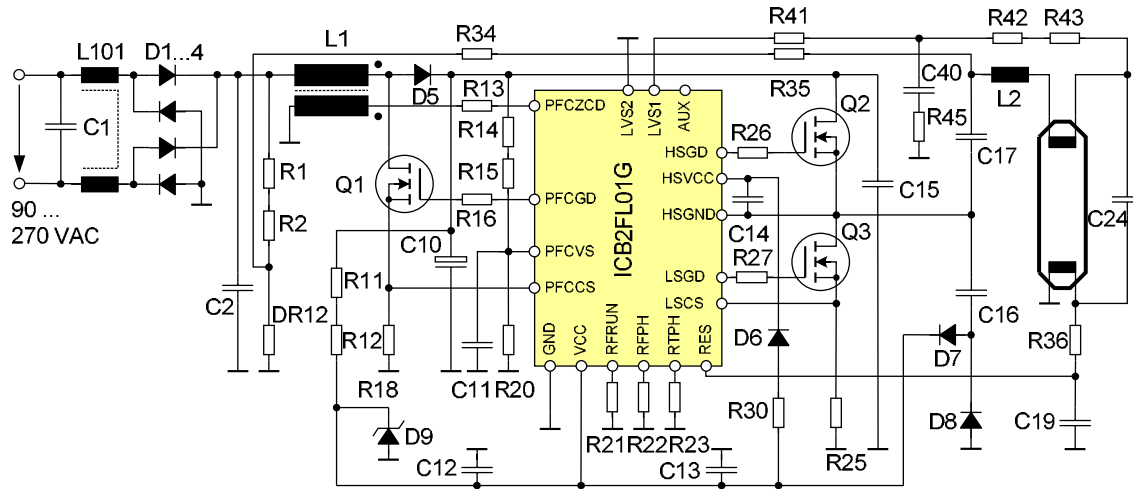 R41
R42 R43
R34
L101 D1...4
L1
C40
R35
D5
R13
L2
PFCZCD
LVS2
LVS1
AUX
Q2
C1
R14
R45
R26
HSGD
C17
R1
R15
HSVCC
Q1
ICB2FL01G
C15
PFCGD
R16
C24
90 ...
270 VAC
R2
HSGND
C14
Q3
C10
PFCVS
R27
LSGD
R11
PFCCS
LSCS
C2
DR12
R12
D6
C16
D7
R36
GND
VCC
RFRUN
RFPH
RTPH
RES
R18
C11
R20
R30
D8
C19
D9
R21 R22 R23
R25
C12
C13